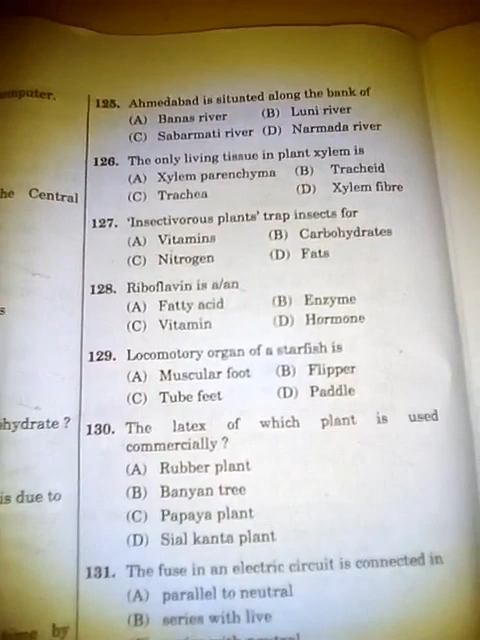 omputer.
he Central
s
hydrate ?
is due to
by
125. Ahmedabad is situated along the bank of
(A) Banas river (B) Luni river
(C) Sabarmati river (D) Narmada river
126. The only living tissue in plant xylem is
(A) Xylem parenchyma (B) Tracheid
(C) Trachea (D) Xylem fibre
127. 'Insectivorous plants' trap insects for
(A) Vitamins (B) Carbohydrates
(C) Nitrogen (D) Fats
128. Riboflavin is a/an
(A) Fatty acid (B) Enzyme
(C) Vitamin (D) Hormone
129. Locomotory organ of a starfish is
(A) Muscular foot (B) Flipper
(C) Tube feet (D) Paddle
130. The latex of which plant is used
commercially ?
(A) Rubber plant
(B) Banyan tree
(C) Papaya plant
(D) Sial kanta plant
131. The fuse in an electric circuit is connected in
(A) parallel to neutral
(B) series with live